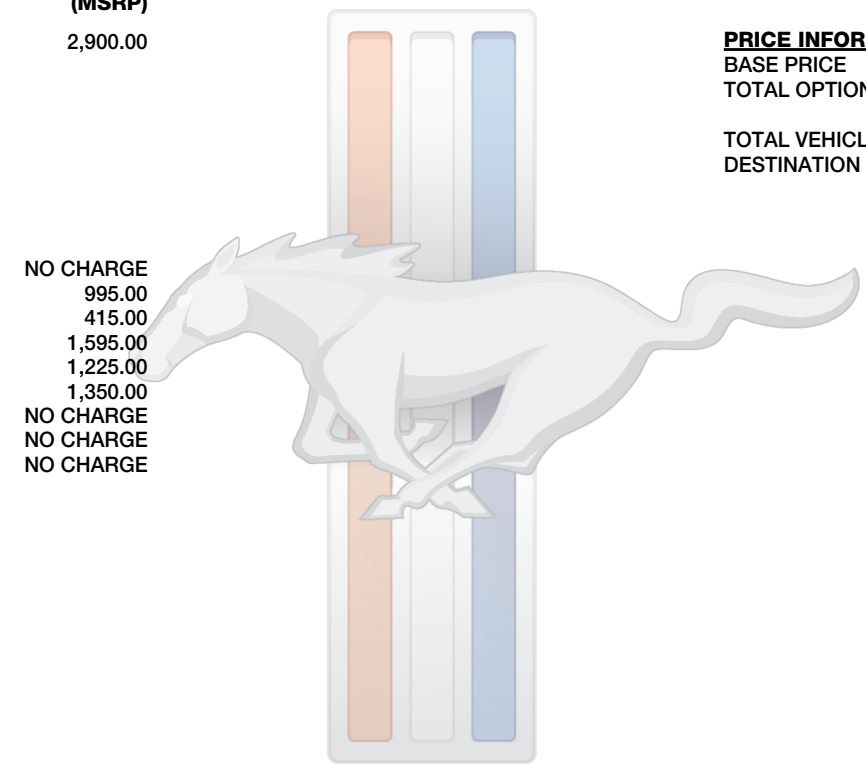 (MSRP)
2,900.00
NO CHARGE
995.00
415.00
1,595.00
1,225.00
1,350.00
NO CHARGE
NO CHARGE
NO CHARGE
PRICE INFOR
BASE PRICE
TOTAL OPTION
TOTAL VEHICL
DESTINATION